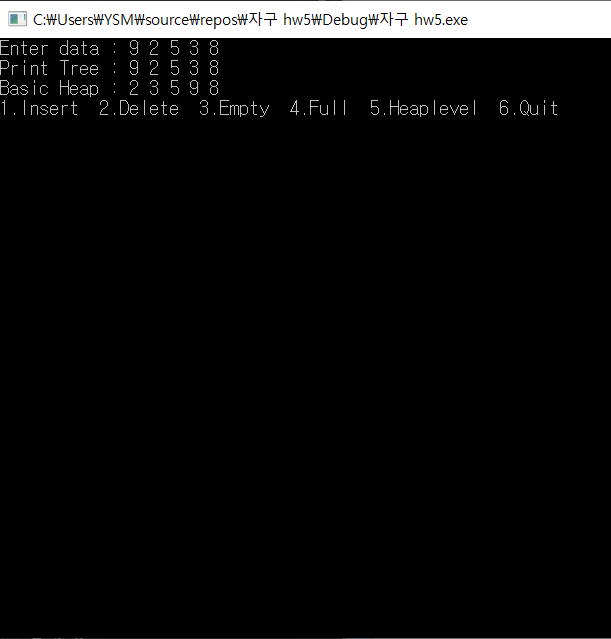 C:₩Users₩YSM₩source₩repos₩자구 hw5₩Debug₩자구 hw5.exe
Enter data : 9 2 5 3 8
Print Tree : 9 2 5 3 8
Basic Heap : 2 3 5 9 8
1.Insert  2.Delete  3.Empty  4.Full  5.Heaplevel  6.Quit